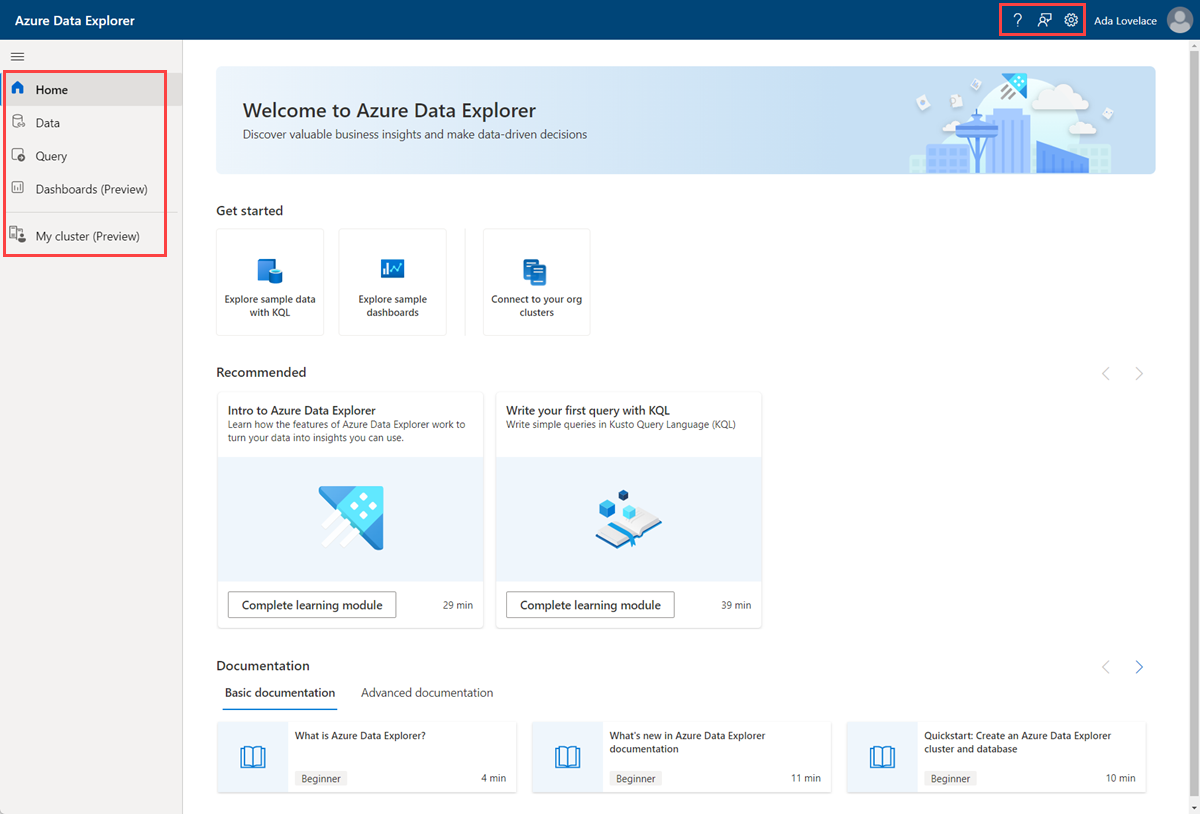 Azure Data Explorer
Ada Lovelace
Home
Data
Query
Dashboards (Preview)
My cluster (Preview)
Welcome to Azure Data Explorer
Discover valuable business insights and make data-driven decisions
Get started
Explore sample data
with KQL
Explore sample
dashboards
Connect to your org
clusters
Recommended
Intro to Azure Data Explorer
Learn how the features of Azure Data Explorer work to
turn your data into insights you can use.
Complete learning module
29 min
Write your first query with KQL
Write simple queries in Kusto Query Language (KQL)
Complete learning module
39 min
Documentation
Basic documentation
Advanced documentation
What is Azure Data Explorer?
Beginner
4 min
What's new in Azure Data Explorer
documentation
Beginner
11 min
Quickstart: Create an Azure Data Explorer
cluster and database
Beginner
10 min